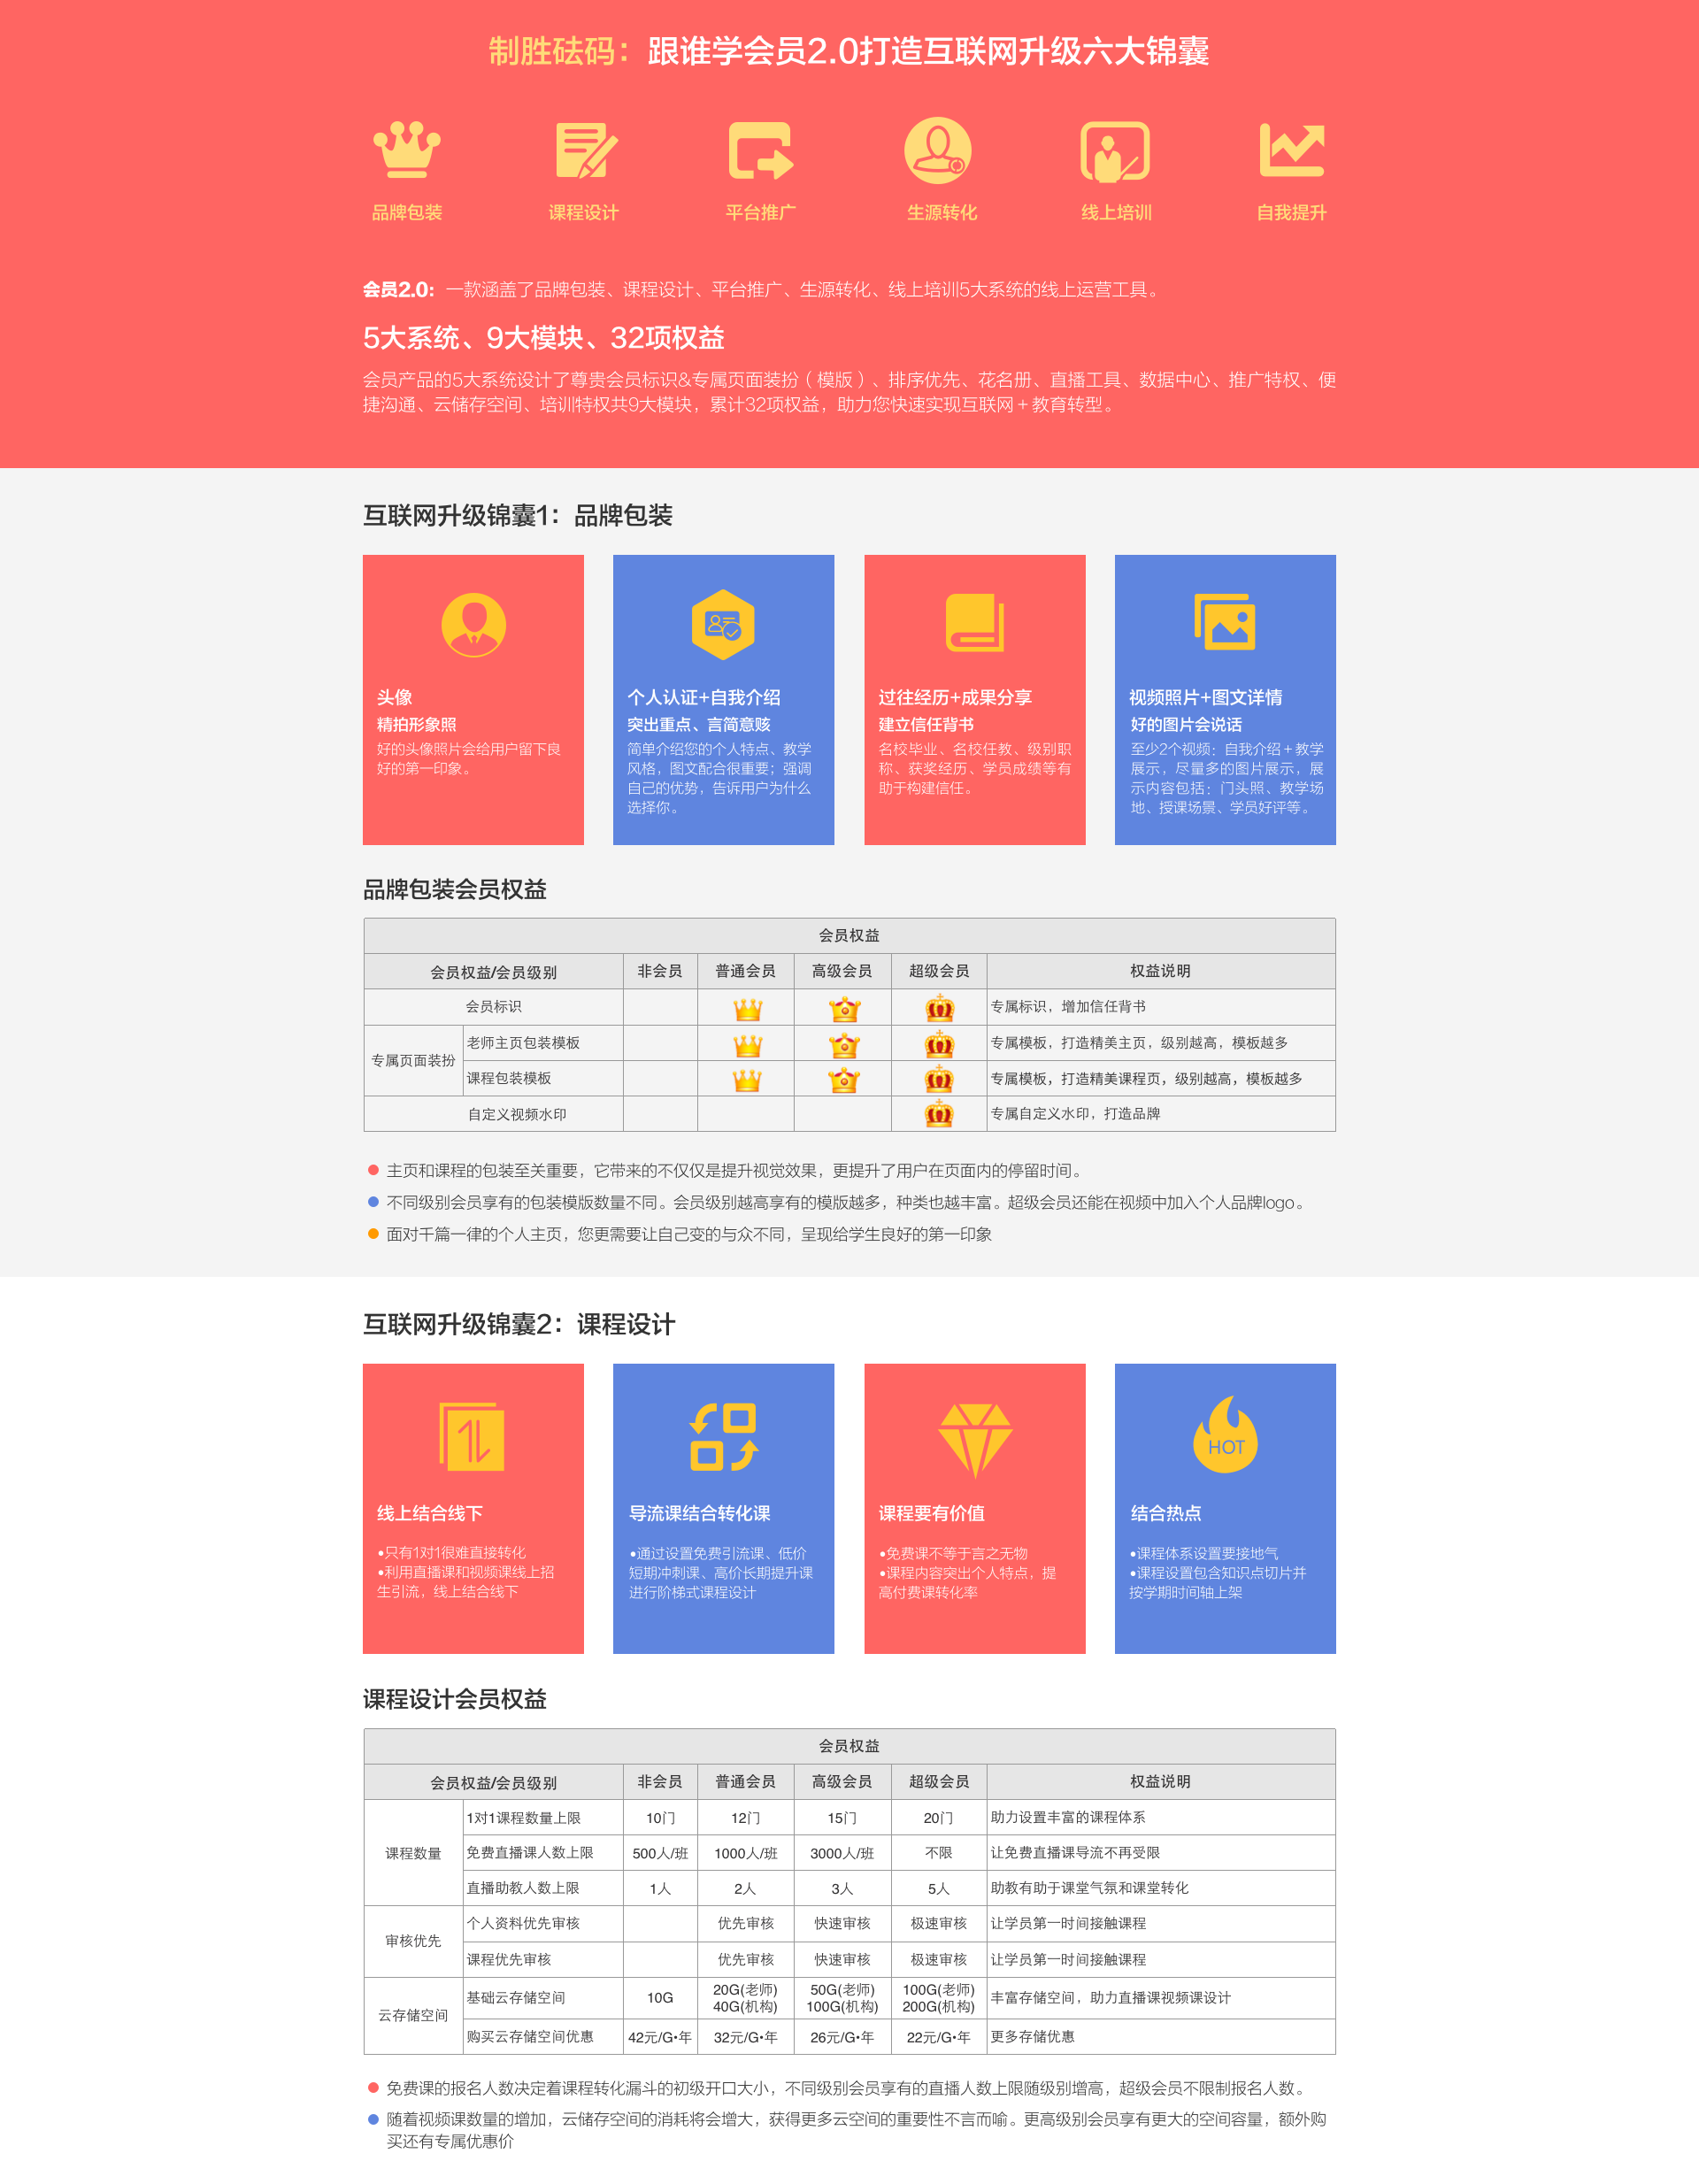 制胜砝码：跟谁学会员2.0打造互联网升级六大锦囊
品牌包装
课程设计
平台推广
生源转化
线上培训
自我提升
会员2.0：一款涵盖了品牌包装、课程设计、平台推广、生源转化、线上培训5大系统的线上运营工具。
5大系统、9大模块、32项权益
会员产品的5大系统设计了尊贵会员标识&专属页面装扮（模版）、排序优先、花名册、直播工具、数据中心、推广特权、便
捷沟通、云储存空间、培训特权共9大模块，累计32项权益，助力您快速实现互联网＋教育转型。
互联网升级锦囊1：品牌包装
头像
精拍形象照
好的头像照片会给用户留下良
好的第一印象。
个人认证+自我介绍
突出重点、言简意赅
简单介绍您的个人特点、教学
风格，图文配合很重要；强调
自己的优势，告诉用户为什么
选择你。
过往经历+成果分享
建立信任背书
名校毕业、名校任教、级别职
称、获奖经历、学员成绩等有
助于构建信任。
视频照片+图文详情
好的图片会说话
至少2个视频：自我介绍＋教学
展示，尽量多的图片展示，展
示内容包括：门头照、教学场
地、授课场景、学员好评等。
品牌包装会员权益
会员权益
会员权益/会员级别 非会员 普通会员 高级会员 超级会员 权益说明
会员标识 专属标识，增加信任背书
专属页面装扮
老师主页包装模板 专属模板，打造精美主页，级别越高，模板越多
课程包装模板 专属模板，打造精美课程页，级别越高，模板越多
自定义视频水印 专属自定义水印，打造品牌
主页和课程的包装至关重要，它带来的不仅仅是提升视觉效果，更提升了用户在页面内的停留时间。
不同级别会员享有的包装模版数量不同。会员级别越高享有的模版越多，种类也越丰富。超级会员还能在视频中加入个人品牌logo。
面对千篇一律的个人主页，您更需要让自己变的与众不同，呈现给学生良好的第一印象
互联网升级锦囊2：课程设计
线上结合线下
•只有1对1很难直接转化
•利用直播课和视频课线上招
生引流，线上结合线下
导流课结合转化课
•通过设置免费引流课、低价
短期冲刺课、高价长期提升课
进行阶梯式课程设计
课程要有价值
•免费课不等于言之无物
•课程内容突出个人特点，提
高付费课转化率
HOT
结合热点
•课程体系设置要接地气
•课程设置包含知识点切片并
按学期时间轴上架
课程设计会员权益
会员权益
会员权益/会员级别 非会员 普通会员 高级会员 超级会员 权益说明
课程数量
1对1课程数量上限 10门 12门 15门 20门 助力设置丰富的课程体系
免费直播课人数上限 500人/班 1000人/班 3000人/班 不限 让免费直播课导流不再受限
直播助教人数上限 1人 2人 3人 5人 助教有助于课堂气氛和课堂转化
审核优先
个人资料优先审核 优先审核 快速审核 极速审核 让学员第一时间接触课程
课程优先审核 优先审核 快速审核 极速审核 让学员第一时间接触课程
云存储空间
基础云存储空间 10G 20G(老师) 50G(老师) 100G(老师) 丰富存储空间，助力直播课视频课设计
40G(机构) 100G(机构) 200G(机构)
购买云存储空间优惠 42元/G•年 32元/G•年 26元/G•年 22元/G•年 更多存储优惠
免费课的报名人数决定着课程转化漏斗的初级开口大小，不同级别会员享有的直播人数上限随级别增高，超级会员不限制报名人数。
随着视频课数量的增加，云储存空间的消耗将会增大，获得更多云空间的重要性不言而喻。更高级别会员享有更大的空间容量，额外购
买还有专属优惠价